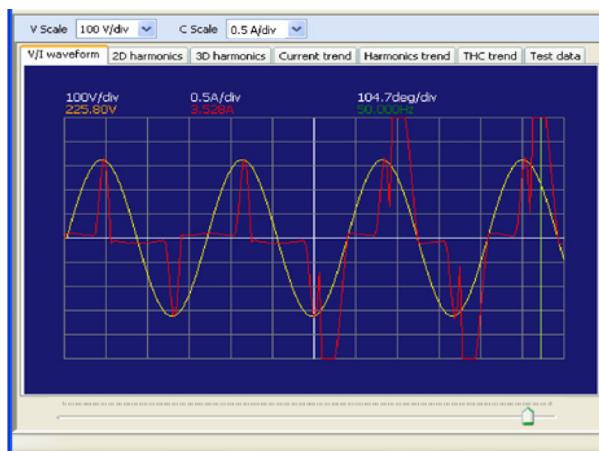 V Scale 100 V/div C Scale 0.5 A/div
V/I waveform 2D harmonics 3D harmonics Current trend Harmonics trend THC trend Test data
100V/div 0.5A/div 104.7deg/div
225.80V 3.528A 50.000Hz